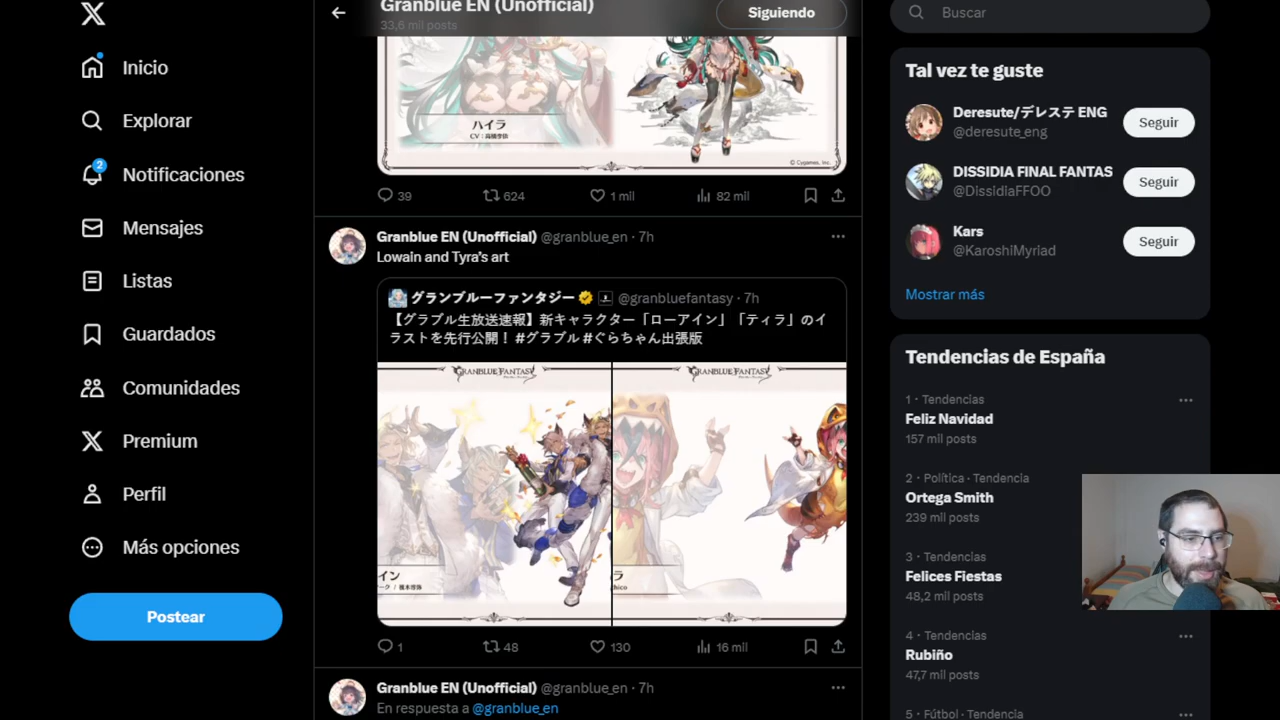 Inicio
Explorar
2
Notificaciones
Mensajes
Listas
Guardados
Comunidades
Premium
Perfil
Más opciones
Postear
Granblue EN (Unofficial)
33,6 mil posts
Siguiendo
ハイラ
© Cygames, Inc.
39
624
1 mil
82 mil
Granblue EN (Unofficial) @granblue_en · 7h
Lowain and Tyra's art
グランブルーファンタジー @granbluefantasy · 7h
【グラブル生放送速報】新キャラクター「ローアイン」「ティラ」のイ
ラストを先行公開！ #グラブル #ぐらちゃん出張版
GRANBLUE FANTASY
GRANBLUE FANTASY
イン
ラ
1
48
130
16 mil
Granblue EN (Unofficial) @granblue_en · 7h
En respuesta a @granblue_en
Buscar
Tal vez te guste
Deresute/デレステ ENG
@deresute_eng
Seguir
DISSIDIA FINAL FANTAS
@DissidiaFFOO
Seguir
Kars
@KaroshiMyriad
Seguir
Mostrar más
Tendencias de España
1 · Tendencias
Feliz Navidad
157 mil posts
2 · Política · Tendencia
Ortega Smith
239 mil posts
3 · Tendencias
Felices Fiestas
48,2 mil posts
4 · Tendencias
Rubiño
47,7 mil posts
5 · Fútbol · Tendencia